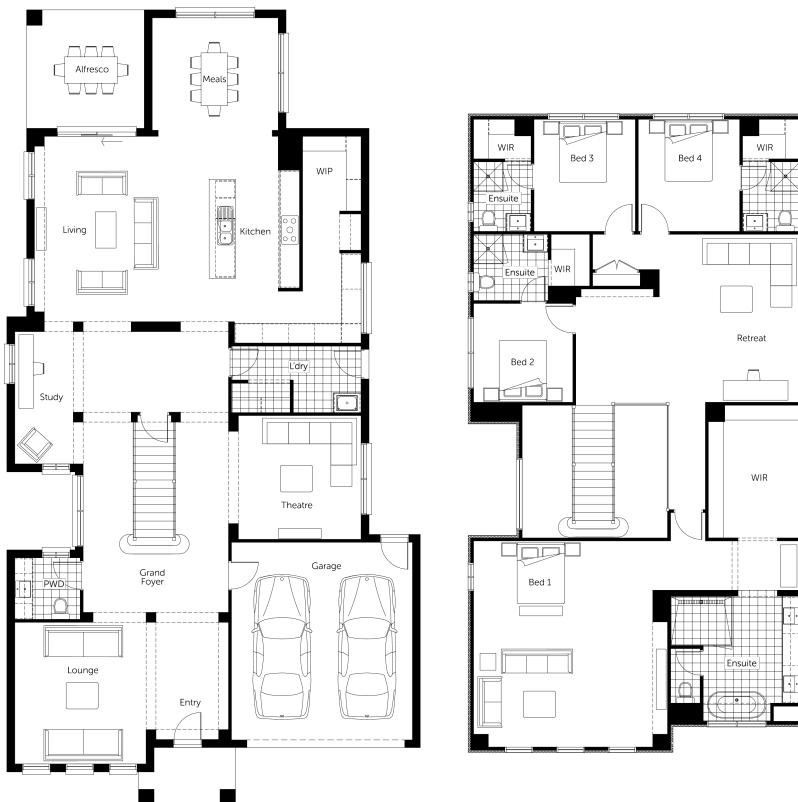 Alfresco
Meals
WIP
Living
Kitchen
L'dry
Study
Theatre
Grand
Foyer
Garage
PWD
Lounge
Entry
WIR
Bed 3
Bed 4
WIR
Ensuite
Ensuite
WIR
Retreat
Bed 2
WIR
Bed 1
Ensuite